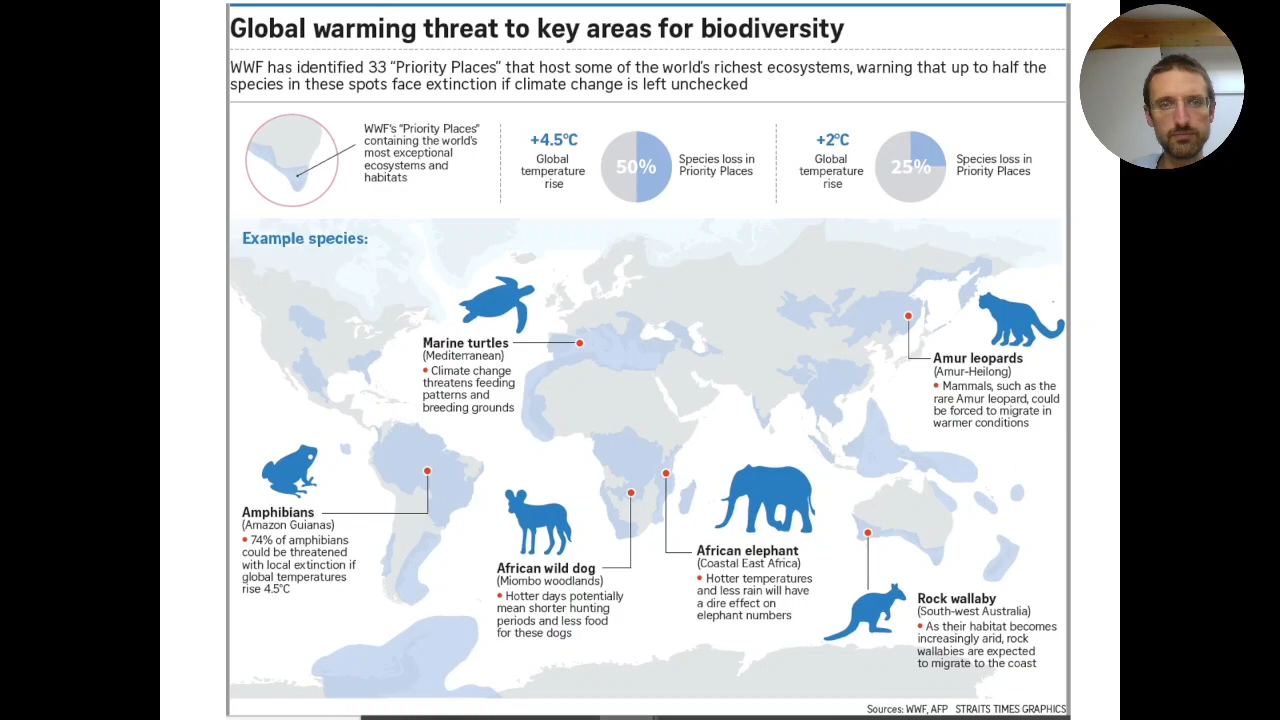 Global warming threat to key areas for biodiversity
WWF has identified 33 “Priority Places” that host some of the world’s richest ecosystems, warning that up to half the
species in these spots face extinction if climate change is left unchecked
WWF’s “Priority Places”
containing the world’s
most exceptional
ecosystems and
habitats
+4.5°C
Global
temperature
rise
50%
Species loss in
Priority Places
+2°C
Global
temperature
rise
25%
Species loss in
Priority Places
Example species:
Marine turtles
(Mediterranean)
• Climate change
threatens feeding
patterns and
breeding grounds
Amur leopards
(Amur-Heilong)
• Mammals, such as the
rare Amur leopard, could
be forced to migrate in
warmer conditions
Amphibians
(Amazon Guianas)
• 74% of amphibians
could be threatened
with local extinction if
global temperatures
rise 4.5°C
African wild dog
(Miombo woodlands)
• Hotter days potentially
mean shorter hunting
periods and less food
for these dogs
African elephant
(Coastal East Africa)
• Hotter temperatures
and less rain will have
a dire effect on
elephant numbers
Rock wallaby
(South-west Australia)
• As their habitat becomes
increasingly arid, rock
wallabies are expected
to migrate to the coast
Sources: WWF, AFP STRAITS TIMES GRAPHICS